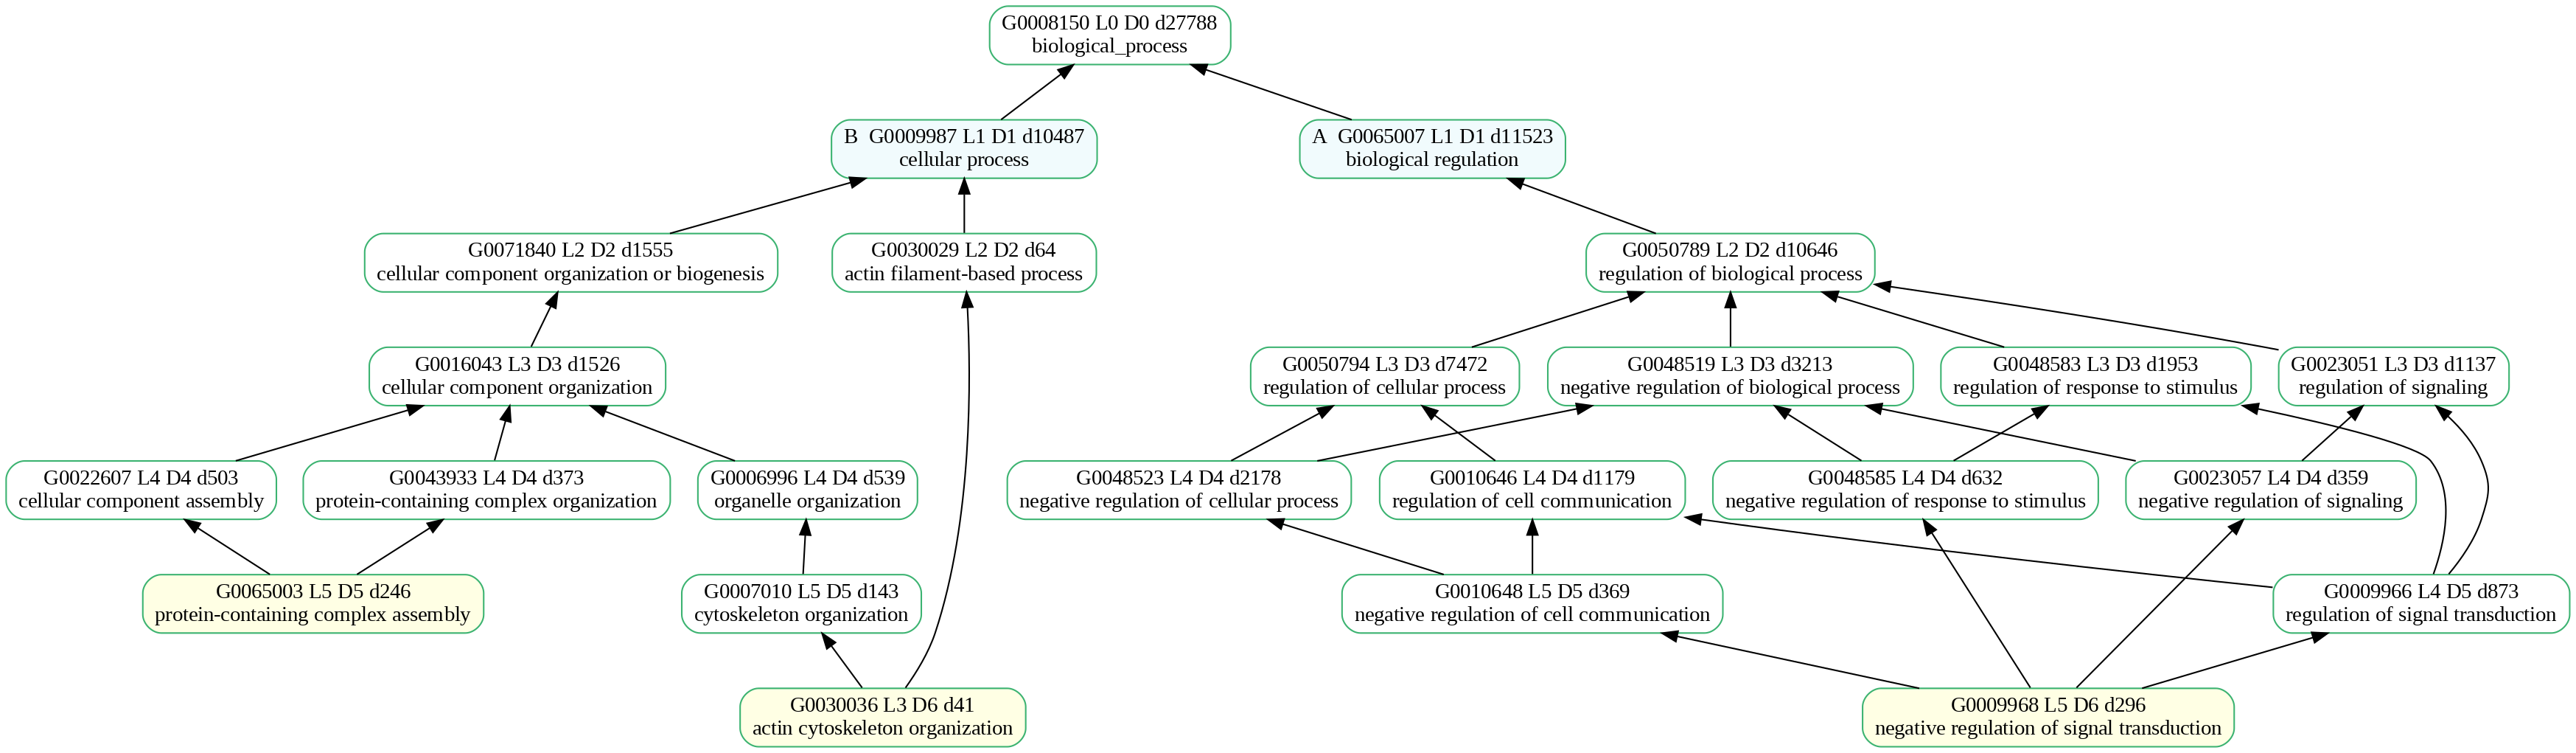 G0008150 L0 D0 d27788
biological_process
B  G0009987 L1 D1 d10487
cellular process
A  G0065007 L1 D1 d11523
biological regulation
G0071840 L2 D2 d1555
cellular component organization or biogenesis
G0030029 L2 D2 d64
actin filament-based process
G0050789 L2 D2 d10646
regulation of biological process
G0016043 L3 D3 d1526
cellular component organization
G0050794 L3 D3 d7472
regulation of cellular process
G0048519 L3 D3 d3213
negative regulation of biological process
G0048583 L3 D3 d1953
regulation of response to stimulus
G0023051 L3 D3 d1137
regulation of signaling
G0022607 L4 D4 d503
cellular component assembly
G0043933 L4 D4 d373
protein-containing complex organization
G0006996 L4 D4 d539
organelle organization
G0048523 L4 D4 d2178
negative regulation of cellular process
G0010646 L4 D4 d1179
regulation of cell communication
G0048585 L4 D4 d632
negative regulation of response to stimulus
G0023057 L4 D4 d359
negative regulation of signaling
G0065003 L5 D5 d246
protein-containing complex assembly
G0007010 L5 D5 d143
cytoskeleton organization
G0010648 L5 D5 d369
negative regulation of cell communication
G0009966 L4 D5 d873
regulation of signal transduction
G0030036 L3 D6 d41
actin cytoskeleton organization
G0009968 L5 D6 d296
negative regulation of signal transduction